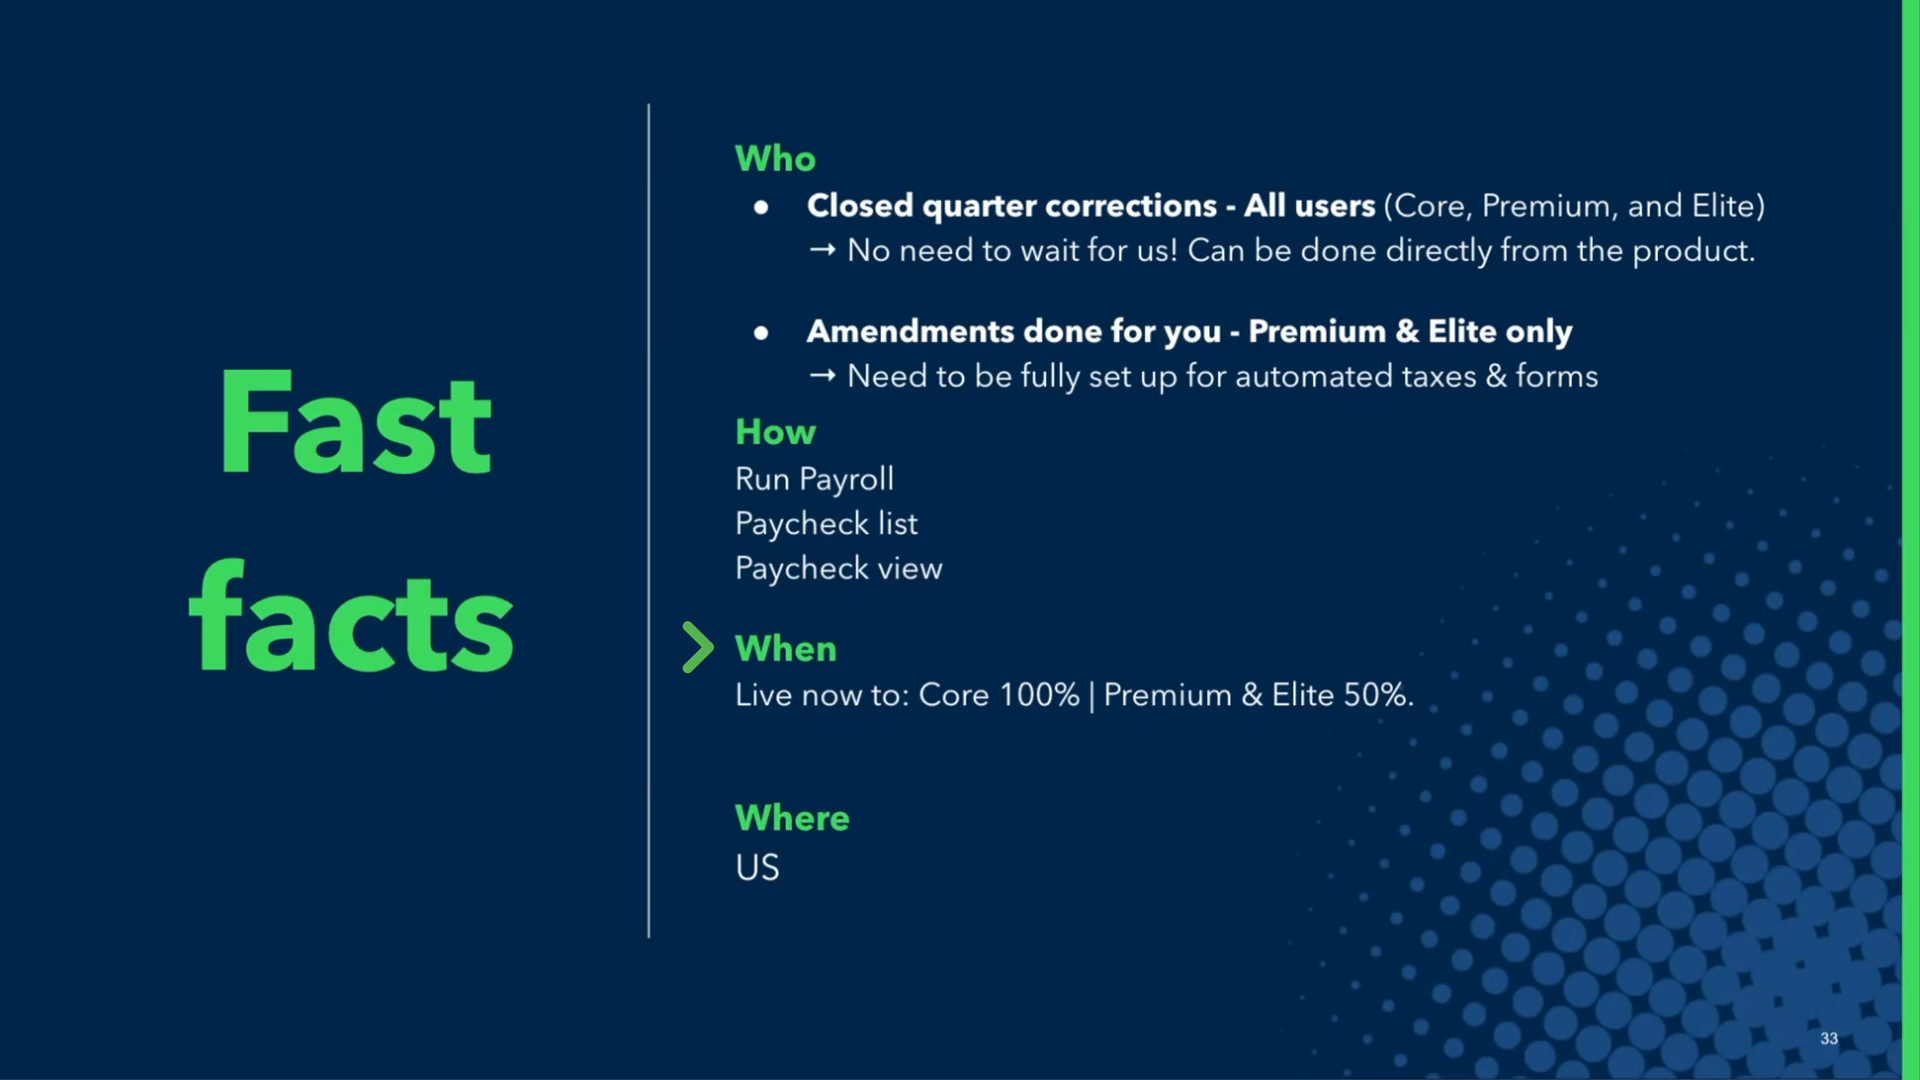 Fast
facts
Who
● Closed quarter corrections - All users (Core, Premium, and Elite)
→ No need to wait for us! Can be done directly from the product.
● Amendments done for you - Premium & Elite only
→ Need to be fully set up for automated taxes & forms
How
Run Payroll
Paycheck list
Paycheck view
When
Live now to: Core 100% | Premium & Elite 50%.
Where
US
33